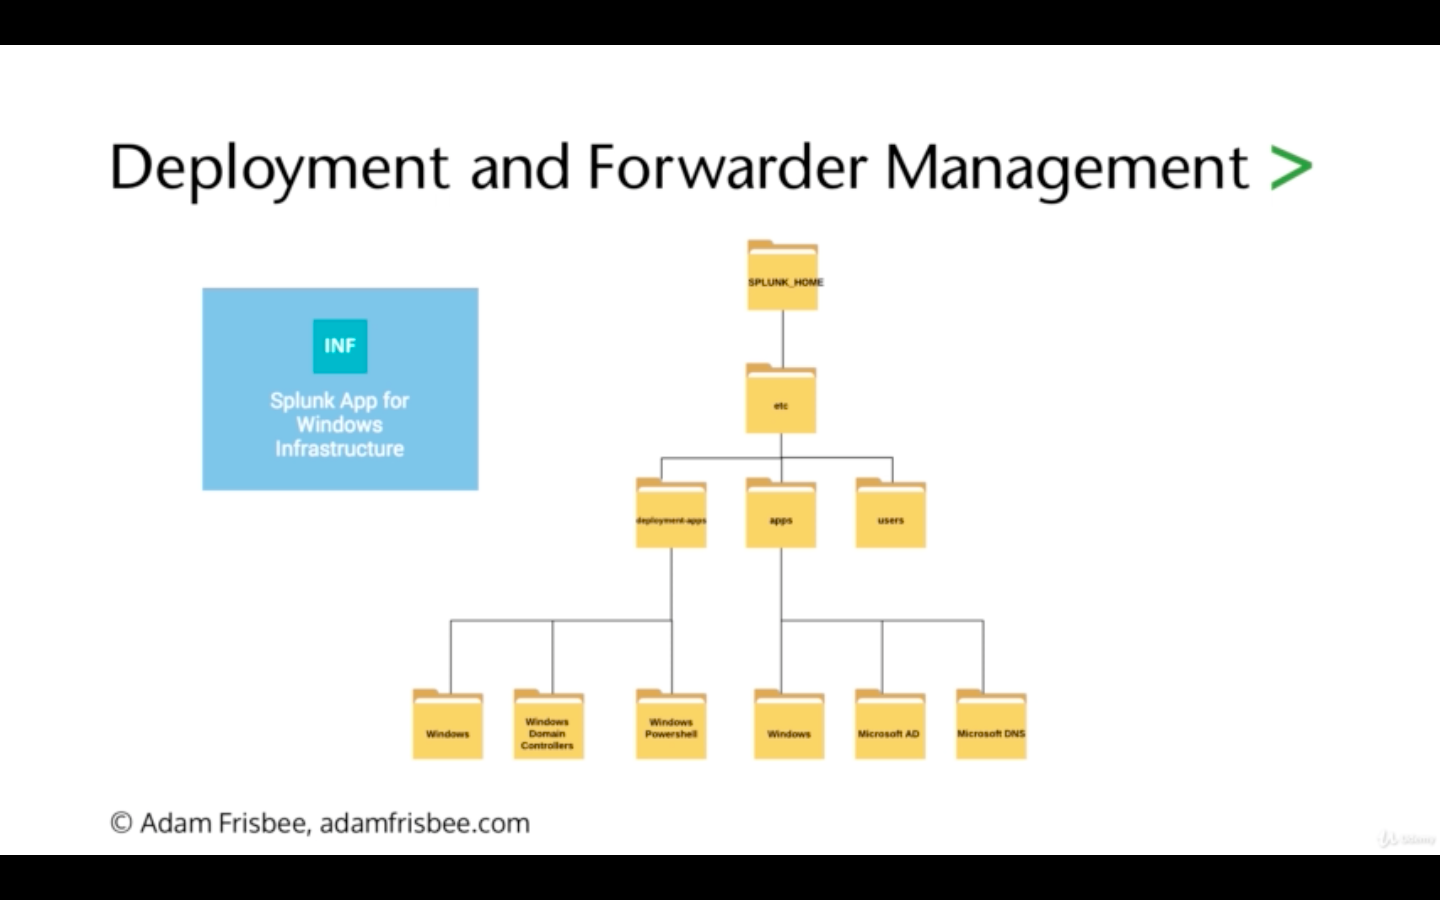 Deployment and Forwarder Management >
INF
Splunk App for
Windows
Infrastructure
SPLUNK_HOME
etc
deployment-apps
apps
users
Windows
Windows
Domain
Controllers
Windows
Powershell
Windows
Microsoft AD
Microsoft DNS
© Adam Frisbee, adamfrisbee.com
Udemy